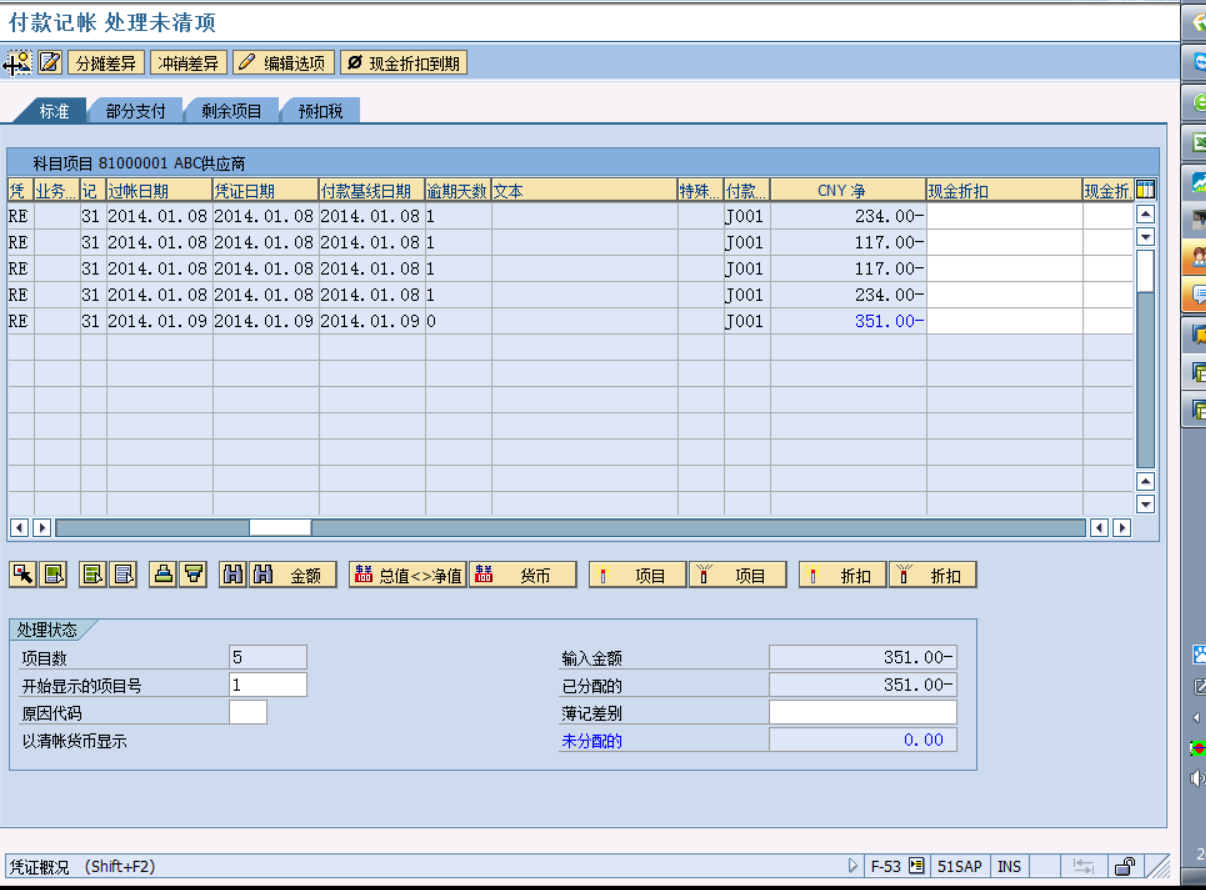 付款记帐 处理未清项
分摊差异 冲销差异 编辑选项 现金折扣到期
标准 部分支付 剩余项目 预扣税
科目项目 81000001 ABC供应商
凭 业务... 记 过帐日期 凭证日期 付款基线日期 逾期天数 文本 特殊... 付款... CNY 净 现金折扣 现金折
RE 31 2014.01.08 2014.01.08 2014.01.08 1 J001 234.00-
RE 31 2014.01.08 2014.01.08 2014.01.08 1 J001 117.00-
RE 31 2014.01.08 2014.01.08 2014.01.08 1 J001 117.00-
RE 31 2014.01.08 2014.01.08 2014.01.08 1 J001 234.00-
RE 31 2014.01.09 2014.01.09 2014.01.09 0 J001 351.00-
金额 总值<>净值 货币 项目 项目 折扣 折扣
处理状态
项目数 5 输入金额 351.00-
开始显示的项目号 1 已分配的 351.00-
原因代码 薄记差别
以清帐货币显示 未分配的 0.00
凭证概况 (Shift+F2) F-53 51SAP INS